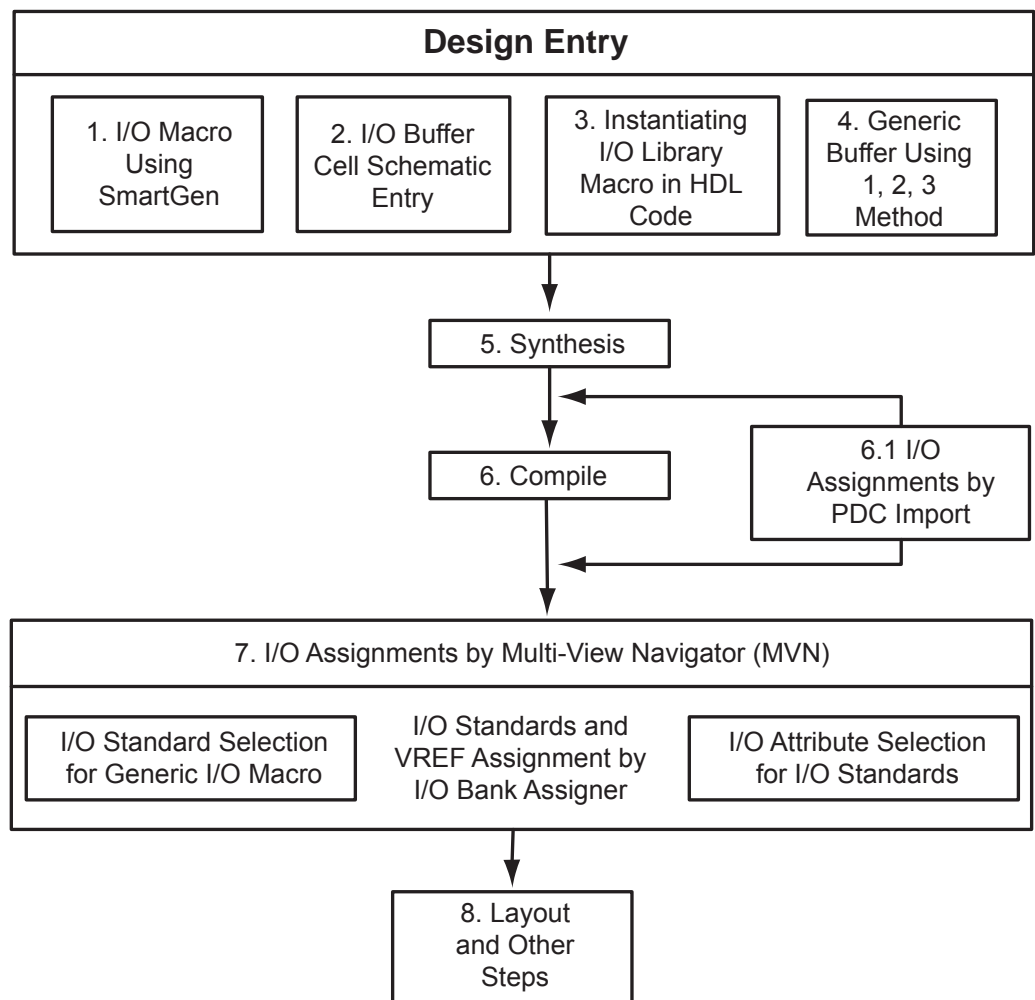 Design Entry
1. I/O Macro
Using
SmartGen
2. I/O Buffer
Cell Schematic
Entry
3. Instantiating
I/O Library
Macro in HDL
Code
4. Generic
Buffer Using
1, 2, 3
Method
5. Synthesis
6. Compile
6.1 I/O
Assignments by
PDC Import
7. I/O Assignments by Multi-View Navigator (MVN)
I/O Standard Selection
for Generic I/O Macro
I/O Standards and
VREF Assignment by
I/O Bank Assigner
I/O Attribute Selection
for I/O Standards
8. Layout
and Other
Steps